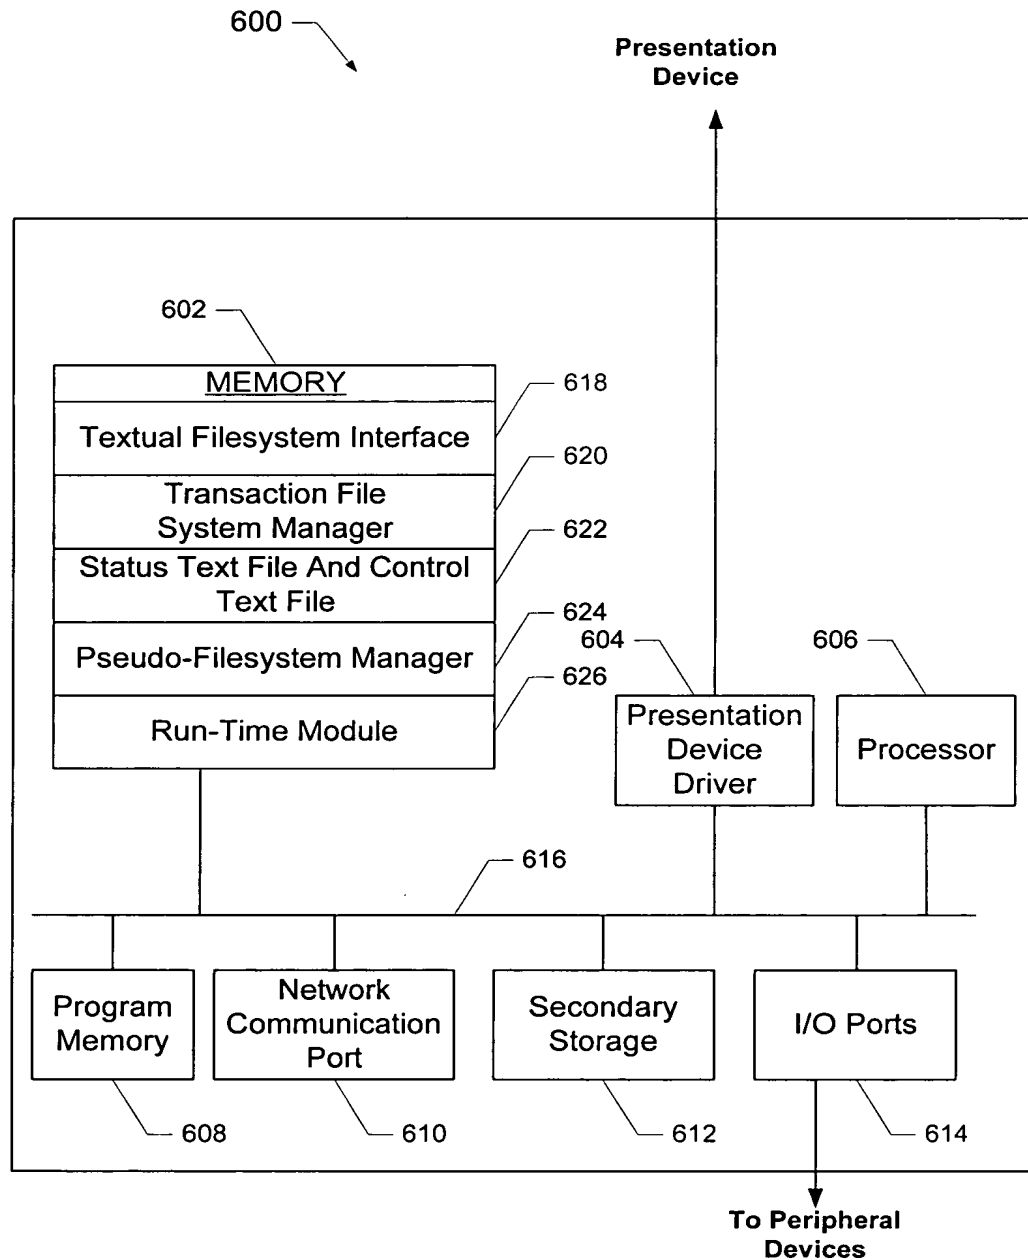 600
Presentation
Device
602
MEMORY
618
Textual Filesystem Interface
620
Transaction File
System Manager
622
Status Text File And Control
Text File
624
Pseudo-Filesystem Manager
626
Run-Time Module
604
Presentation
Device
Driver
606
Processor
616
Program
Memory
Network
Communication
Port
Secondary
Storage
I/O Ports
608
610
612
614
To Peripheral
Devices